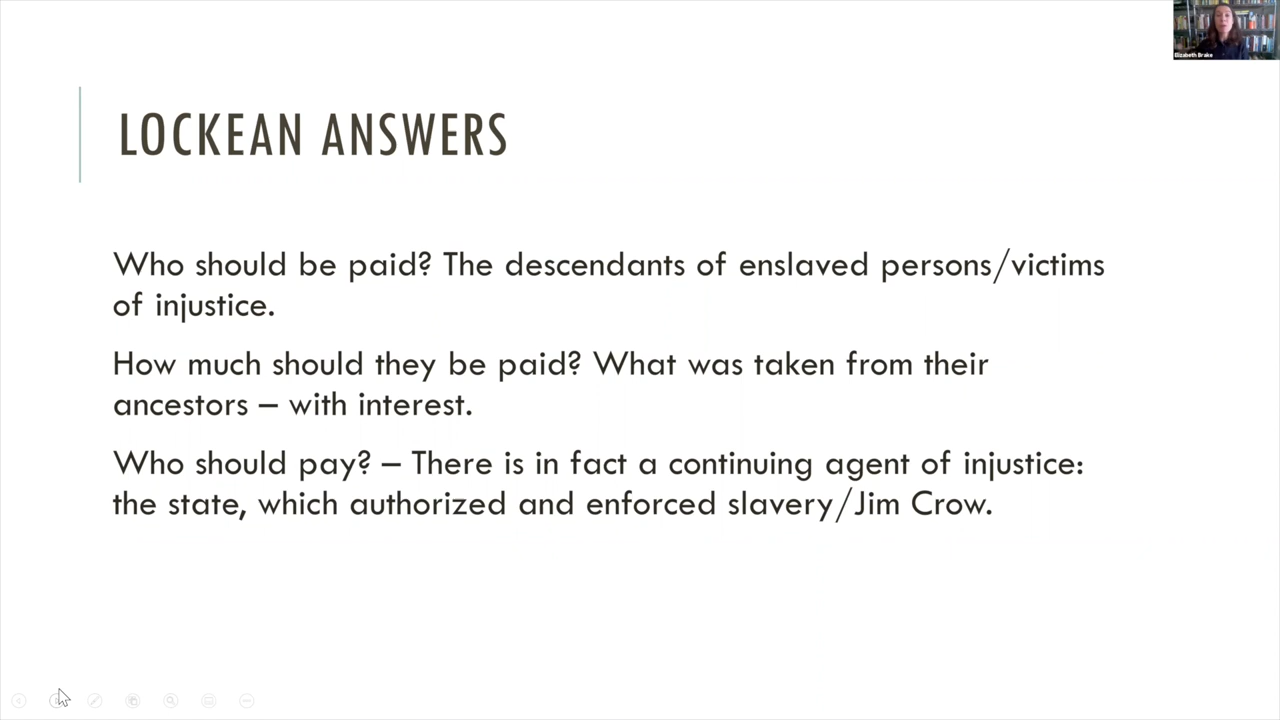 Elizabeth Brake
LOCKEAN ANSWERS
Who should be paid? The descendants of enslaved persons/victims
of injustice.
How much should they be paid? What was taken from their
ancestors – with interest.
Who should pay? – There is in fact a continuing agent of injustice:
the state, which authorized and enforced slavery/Jim Crow.